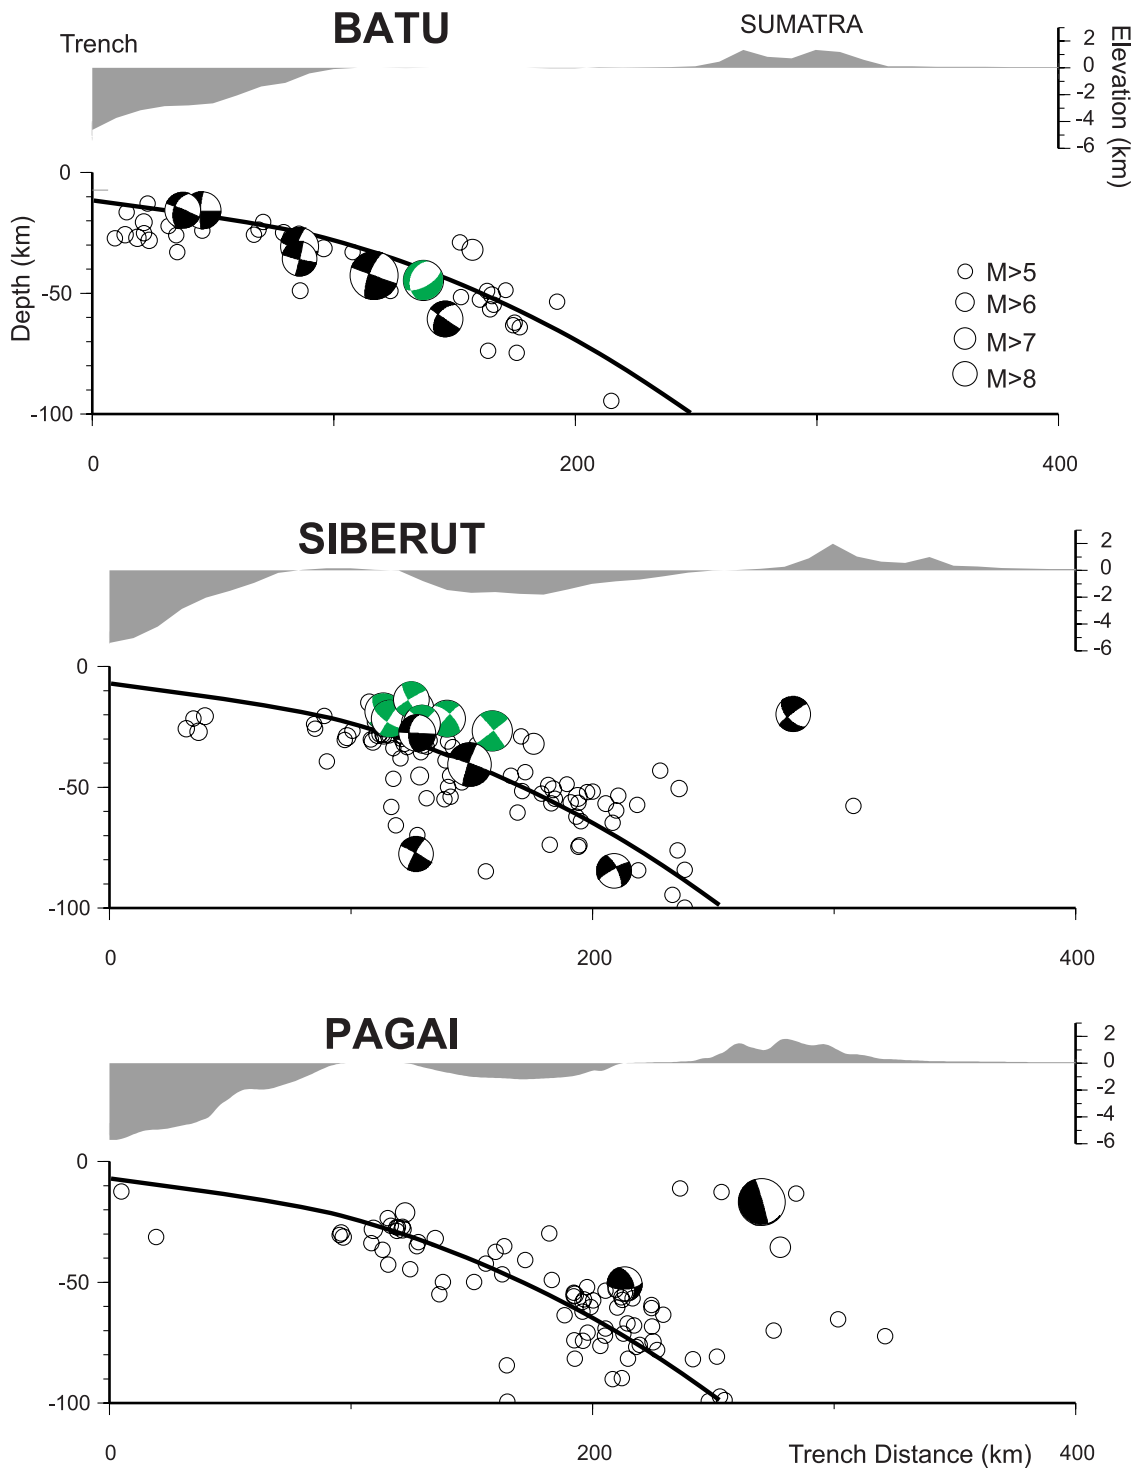 BATU
SUMATRA
Trench
2
0
-2
-4
-6
Elevation (km)
0
-50
-100
Depth (km)
M>5
M>6
M>7
M>8
0
200
400
SIBERUT
2
0
-2
-4
-6
0
-50
-100
0
200
400
PAGAI
2
0
-2
-4
-6
0
-50
-100
0
200
Trench Distance (km)
400